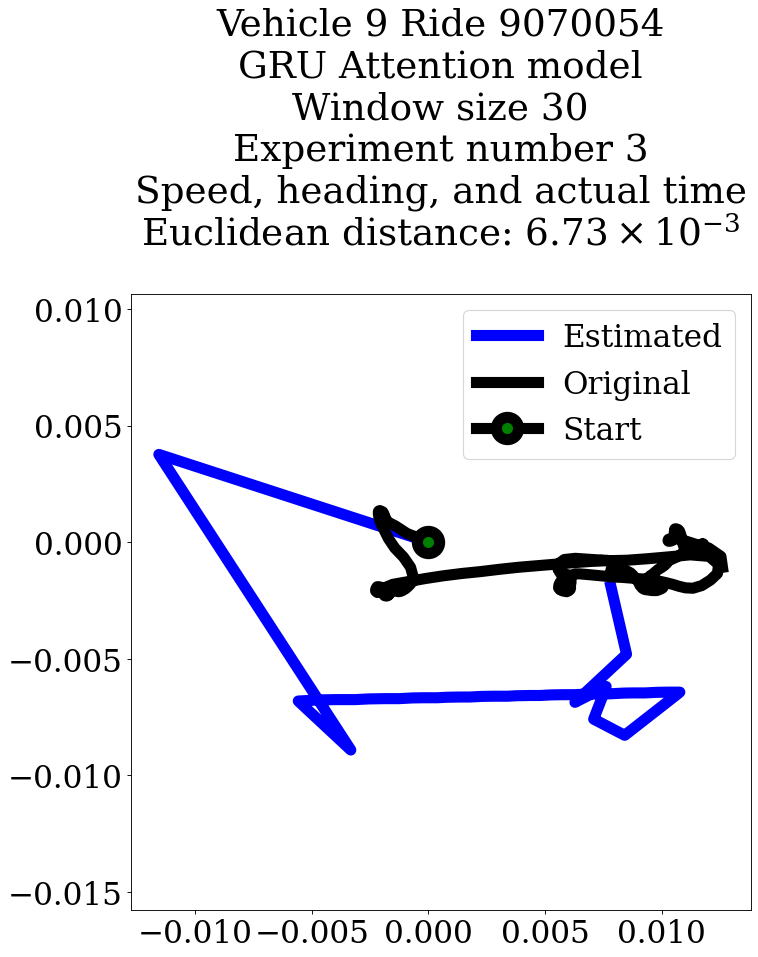 Vehicle 9 Ride 9070054
GRU Attention model
Window size 30
Experiment number 3
Speed, heading, and actual time
Euclidean distance: 6.73 × 10⁻³
Estimated
Original
Start
0.010
0.005
0.000
−0.005
−0.010
−0.015
−0.010 −0.005 0.000 0.005 0.010